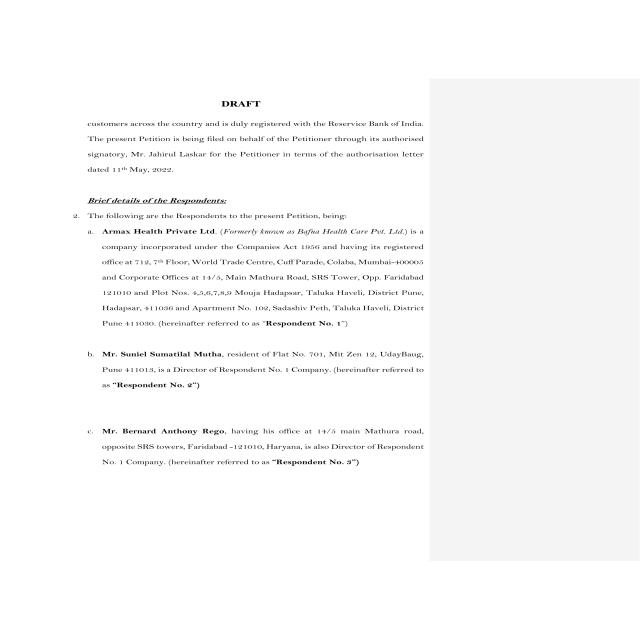 DRAFT
customers across the country and is duly registered with the Reservice Bank of India.
The present Petition is being filed on behalf of the Petitioner through its authorised
signatory, Mr. Jahirul Laskar for the Petitioner in terms of the authorisation letter
dated 11th May, 2022.
Brief details of the Respondents:
2. The following are the Respondents to the present Petition, being:
a. Armax Health Private Ltd. (Formerly known as Bafna Health Care Pvt. Ltd.) is a
company incorporated under the Companies Act 1956 and having its registered
office at 712, 7th Floor, World Trade Centre, Cuff Parade, Colaba, Mumbai-400005
and Corporate Offices at 14/5, Main Mathura Road, SRS Tower, Opp. Faridabad
121010 and Plot Nos. 4,5,6,7,8,9 Mouja Hadapsar, Taluka Haveli, District Pune,
Hadapsar, 411036 and Apartment No. 102, Sadashiv Peth, Taluka Haveli, District
Pune 411030. (hereinafter referred to as "Respondent No. 1")
b. Mr. Suniel Sumatilal Mutha, resident of Flat No. 701, Mit Zen 12, UdayBaug,
Pune 411013, is a Director of Respondent No. 1 Company. (hereinafter referred to
as "Respondent No. 2")
c. Mr. Bernard Anthony Rego, having his office at 14/5 main Mathura road,
opposite SRS towers, Faridabad -121010, Haryana, is also Director of Respondent
No. 1 Company. (hereinafter referred to as "Respondent No. 3")